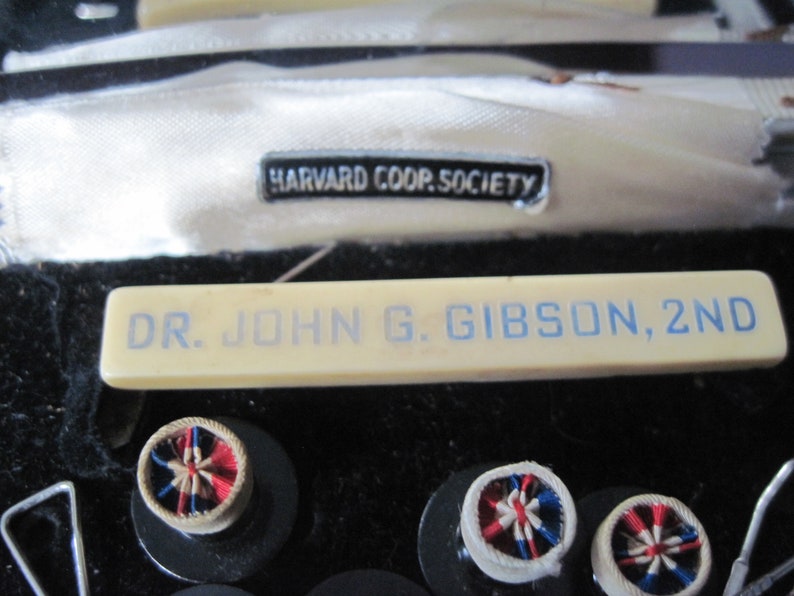 HARVARD COOP. SOCIETY
DR. JOHN G. GIBSON, 2ND